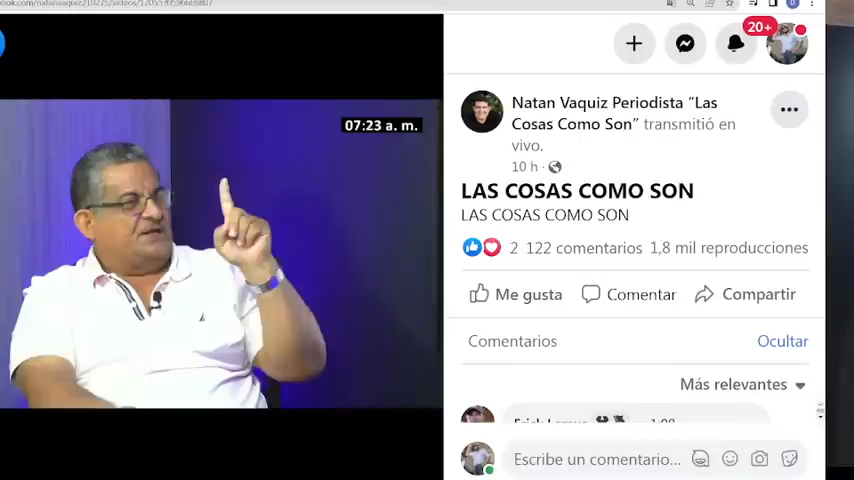 07:23 a. m.
20+
Natan Vaquiz Periodista “Las
Cosas Como Son” transmitió en
vivo.
10 h ·
LAS COSAS COMO SON
LAS COSAS COMO SON
2 122 comentarios 1,8 mil reproducciones
Me gusta Comentar Compartir
Comentarios Ocultar
Más relevantes
Escribe un comentario...